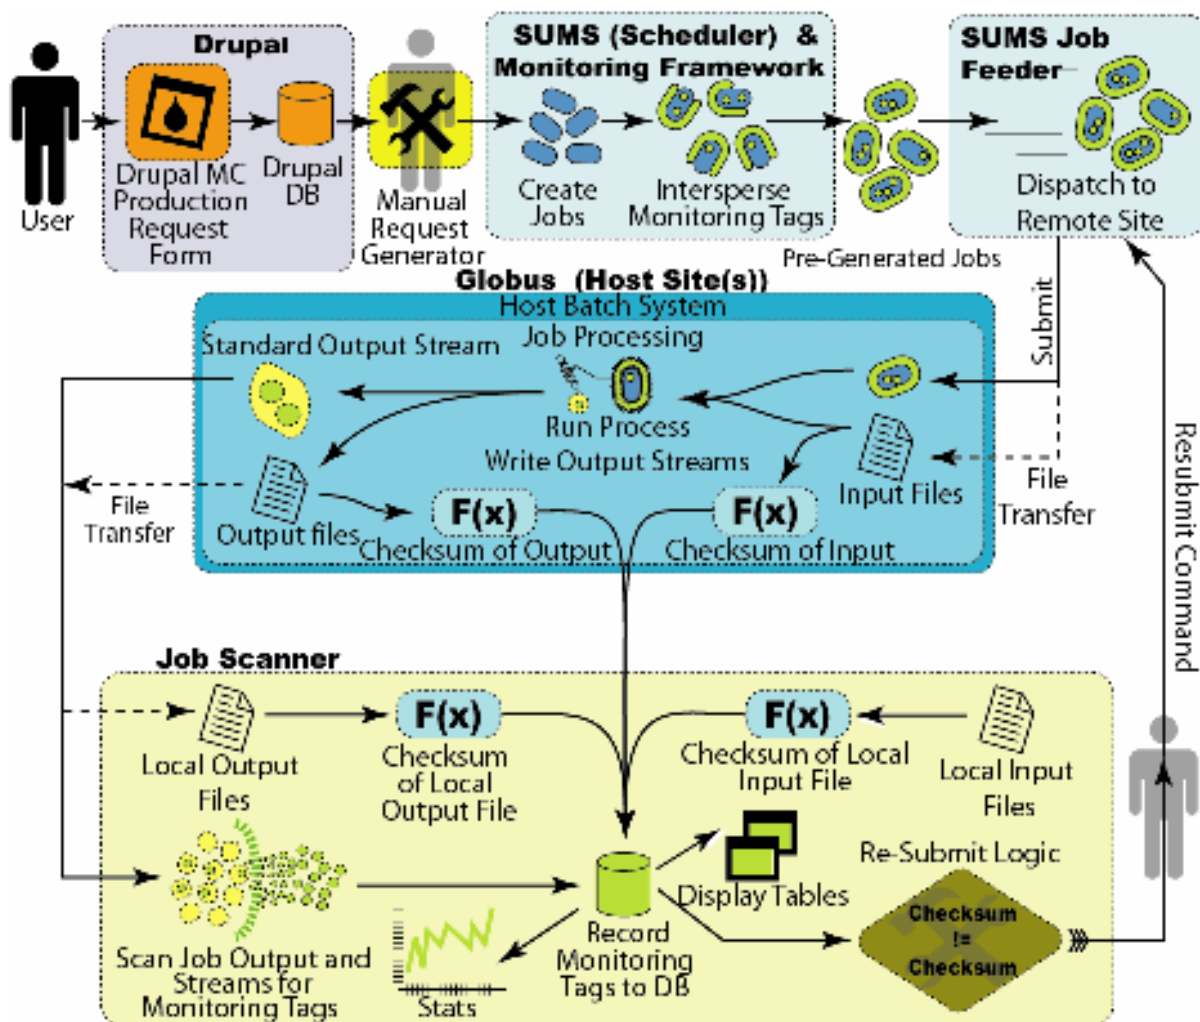 Drupal
User
Drupal MC
Production
Request
Form
Drupal
DB
Manual
Request
Generator
SUMS (Scheduler) &
Monitoring Framework
Create
Jobs
Intersperse
Monitoring Tags
Pre-Generated Jobs
SUMS Job
Feeder
Dispatch to
Remote Site
Submit
Globus (Host Site(s))
Host Batch System
Standard Output Stream
Job Processing
Run Process
Write Output Streams
Input Files
File
Transfer
File
Transfer
Output files
F(x)
Checksum of Output
F(x)
Checksum of Input
Resubmit Command
Job Scanner
Local Output
Files
F(x)
Checksum
of Local
Output File
F(x)
Checksum of Local
Input File
Local Input
Files
Scan Job Output and
Streams for
Monitoring Tags
Stats
Record
Monitoring
Tags to DB
Display Tables
Re-Submit Logic
Checksum
!=
Checksum